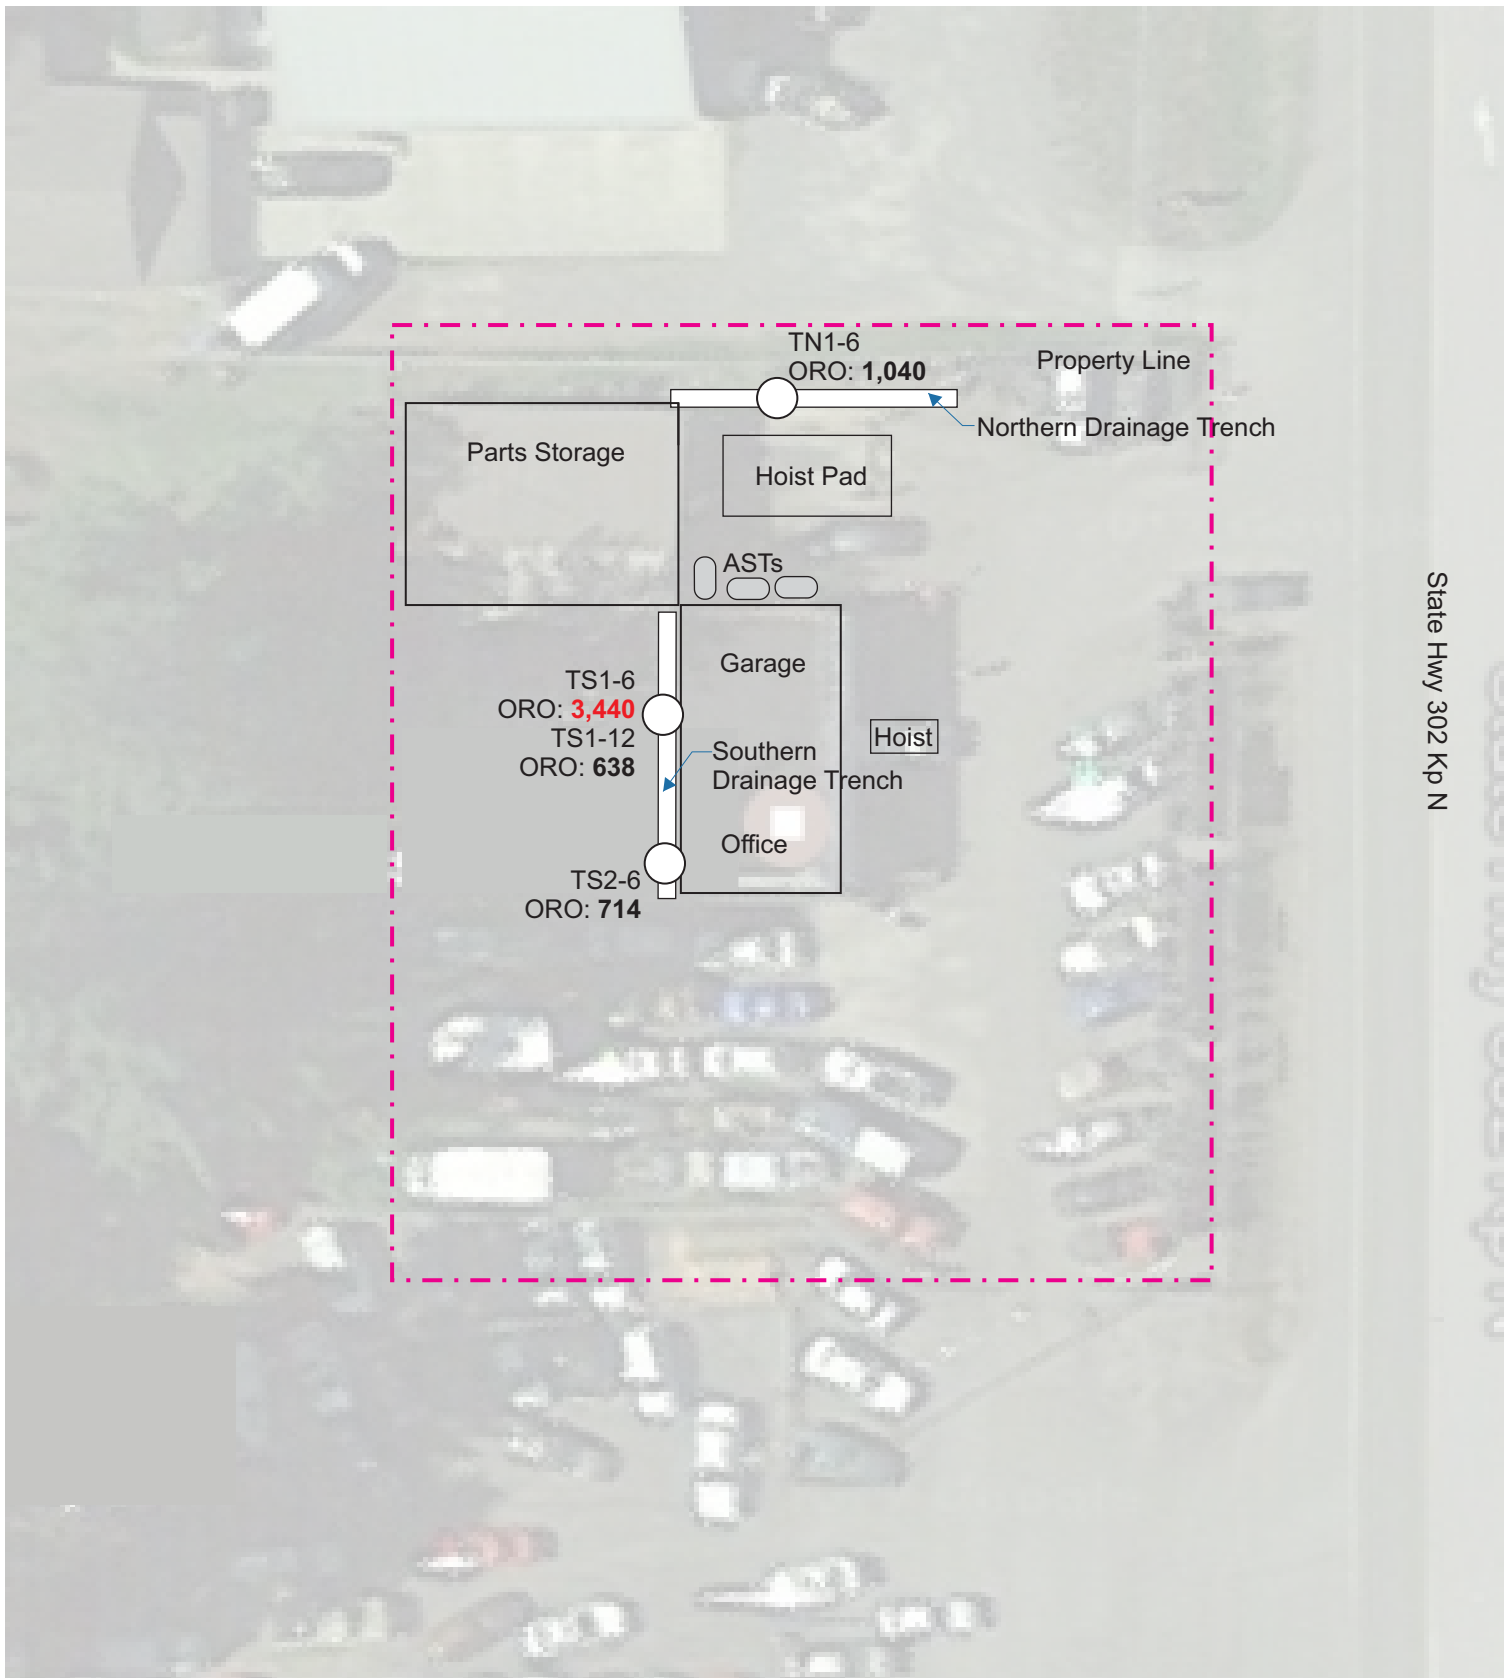 TN1-6
ORO: 1,040
Property Line
Northern Drainage Trench
Parts Storage
Hoist Pad
ASTs
Garage
TS1-6
ORO: 3,440
TS1-12
ORO: 638
Southern
Drainage Trench
Hoist
Office
TS2-6
ORO: 714
State Hwy 302 Kp N